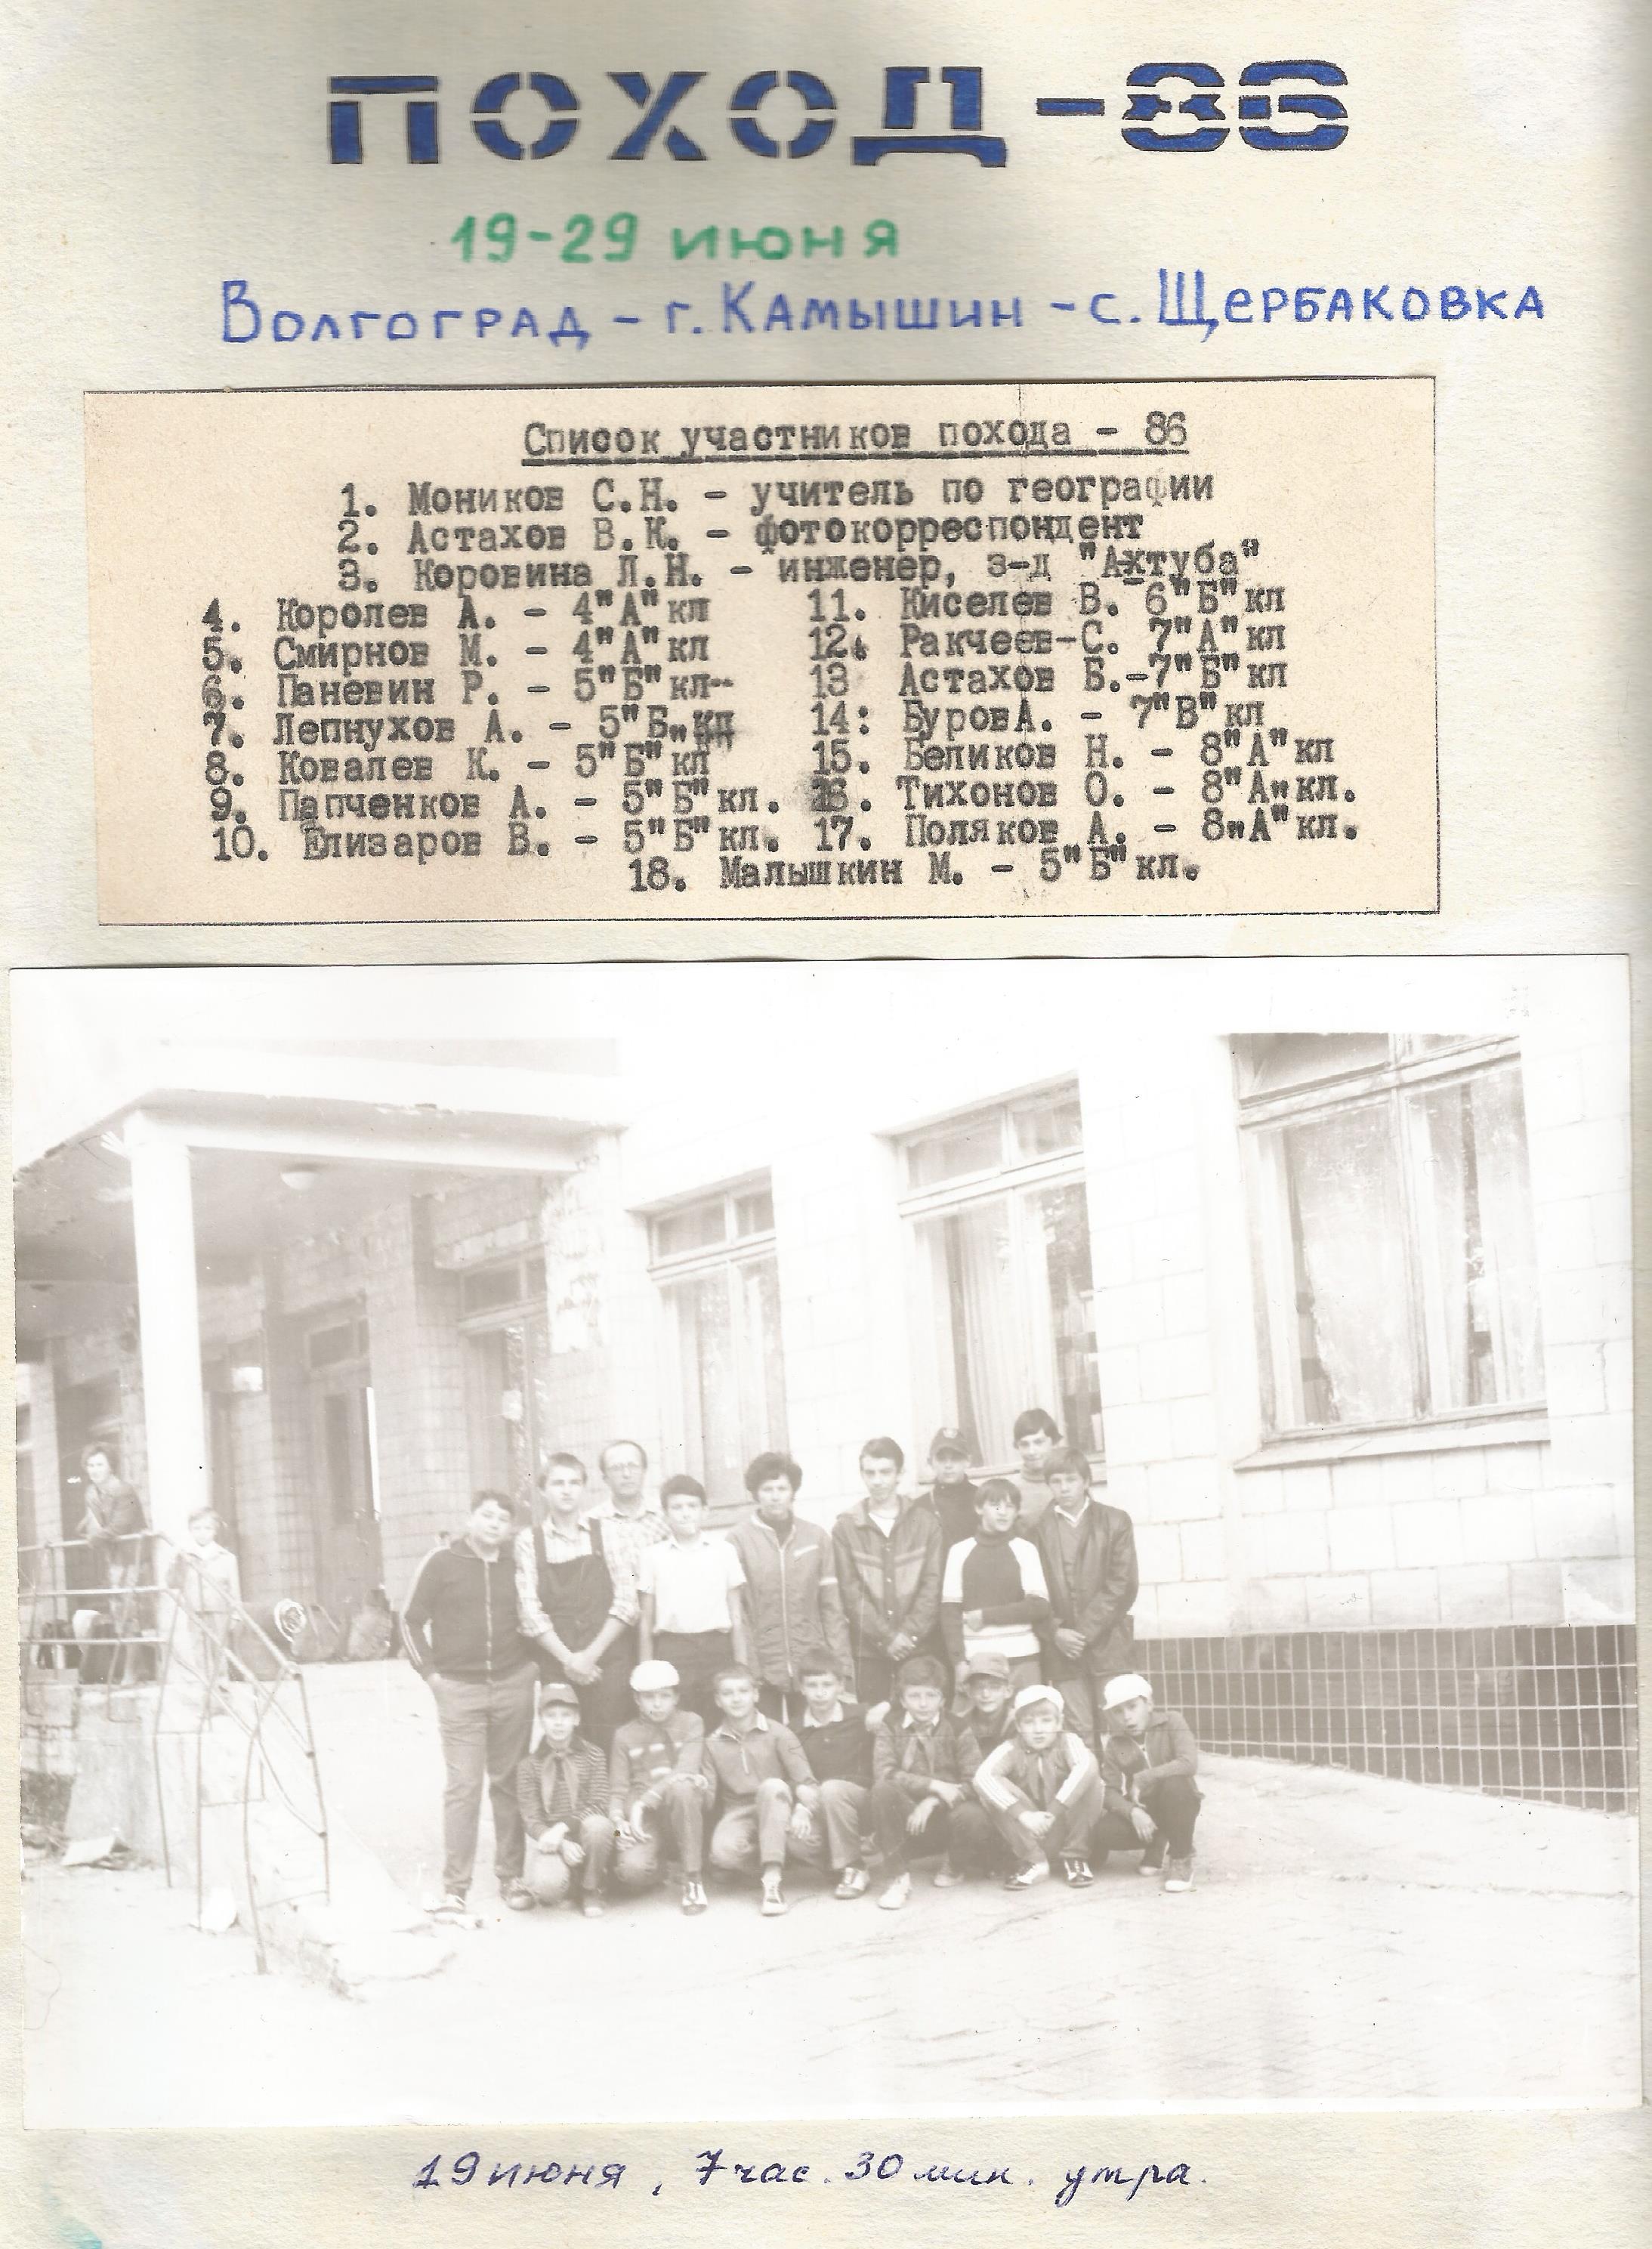 ПОХОД-86
19-29 июня
Волгоград - г. Камышин - с. Щербаковка
Список участников похода - 86
1. Моников С.Н. - учитель по географии
2. Астахов В.К. - фотокорреспондент
3. Коровина Л.Н. - инженер, з-д "Ахтуба"
4. Королев А. - 4"А"кл 11. Киселев В. 6"Б"кл
5. Смирнов М. - 4"А"кл 12. Ракчеев-С. 7"А"кл
6. Паневин Р. - 5"Б"кл- 13 Астахов Б.-7"Б"кл
7. Лепнухов А. - 5"Б"кл 14: БуровА. - 7"В"кл
8. Ковалев К. - 5"Б"кл 15. Беликов Н. - 8"А"кл
9. Папченков А. - 5"Б"кл. 16. Тихонов О. - 8"А"кл.
10. Елизаров В. - 5"Б"кл. 17. Поляков А. - 8"А"кл.
18. Малышкин М. - 5"Б"кл.
19 июня, 7 час. 30 мин. утра.